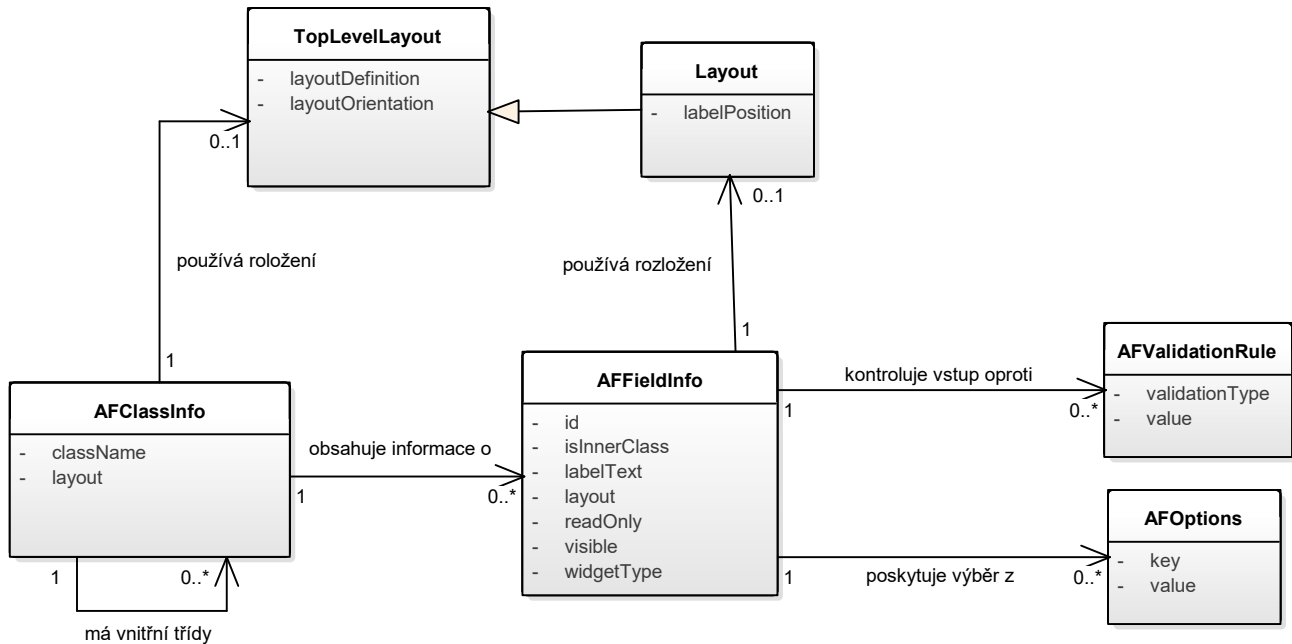 TopLevelLayout
- layoutDefinition
- layoutOrientation
Layout
- labelPosition
0..1
0..1
používá roložení
používá rozložení
1
1
AFClassInfo
- className
- layout
obsahuje informace o
1
0..*
1
0..*
má vnitřní třídy
AFFieldInfo
- id
- isInnerClass
- labelText
- layout
- readOnly
- visible
- widgetType
kontroluje vstup oproti
1
0..*
AFValidationRule
- validationType
- value
poskytuje výběr z
1
0..*
AFOptions
- key
- value